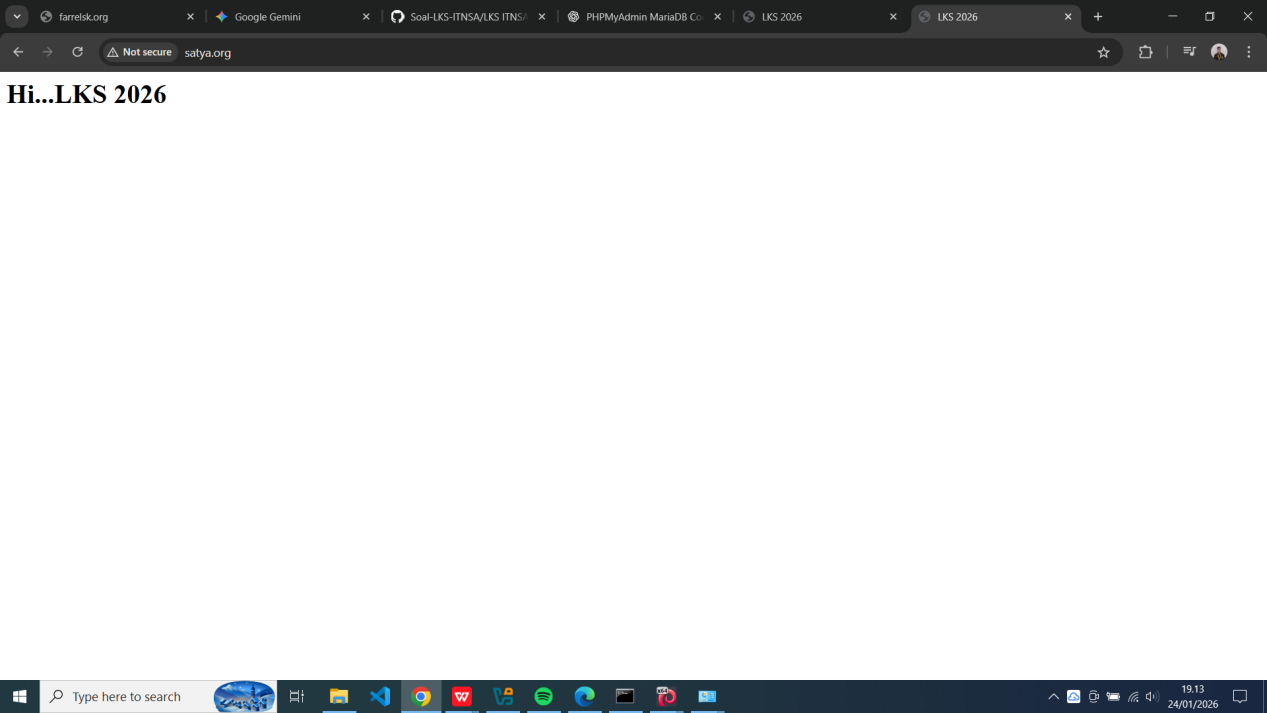 farrelsk.org
Google Gemini
Soal-LKS-ITNSA/LKS ITNSA
PHPMyAdmin MariaDB Co
LKS 2026
LKS 2026
Not secure
satya.org
Hi...LKS 2026
Type here to search
19.13
24/01/2026